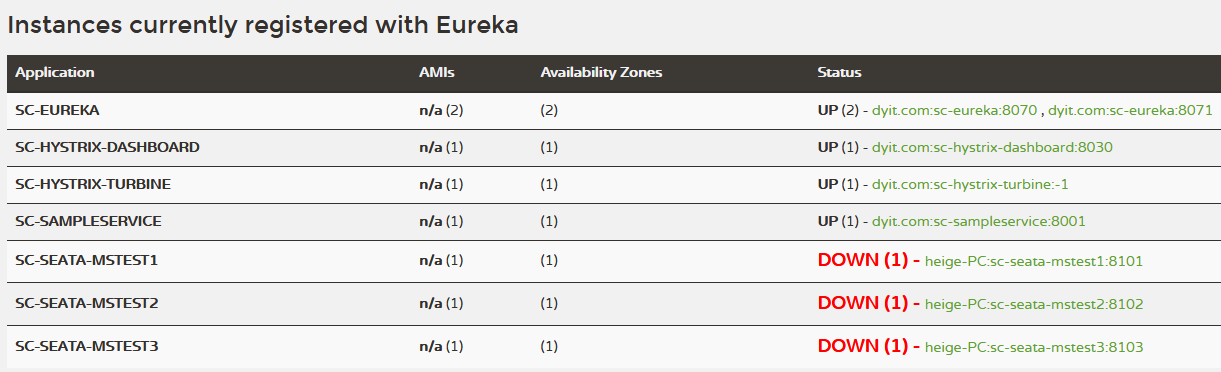 Instances currently registered with Eureka
Application AMIs Availability Zones Status
SC-EUREKA n/a (2) (2) UP (2) - dyit.com:sc-eureka:8070 , dyit.com:sc-eureka:8071
SC-HYSTRIX-DASHBOARD n/a (1) (1) UP (1) - dyit.com:sc-hystrix-dashboard:8030
SC-HYSTRIX-TURBINE n/a (1) (1) UP (1) - dyit.com:sc-hystrix-turbine:-1
SC-SAMPLESERVICE n/a (1) (1) UP (1) - dyit.com:sc-sampleservice:8001
SC-SEATA-MSTEST1 n/a (1) (1) DOWN (1) - heige-PC:sc-seata-mstest1:8101
SC-SEATA-MSTEST2 n/a (1) (1) DOWN (1) - heige-PC:sc-seata-mstest2:8102
SC-SEATA-MSTEST3 n/a (1) (1) DOWN (1) - heige-PC:sc-seata-mstest3:8103